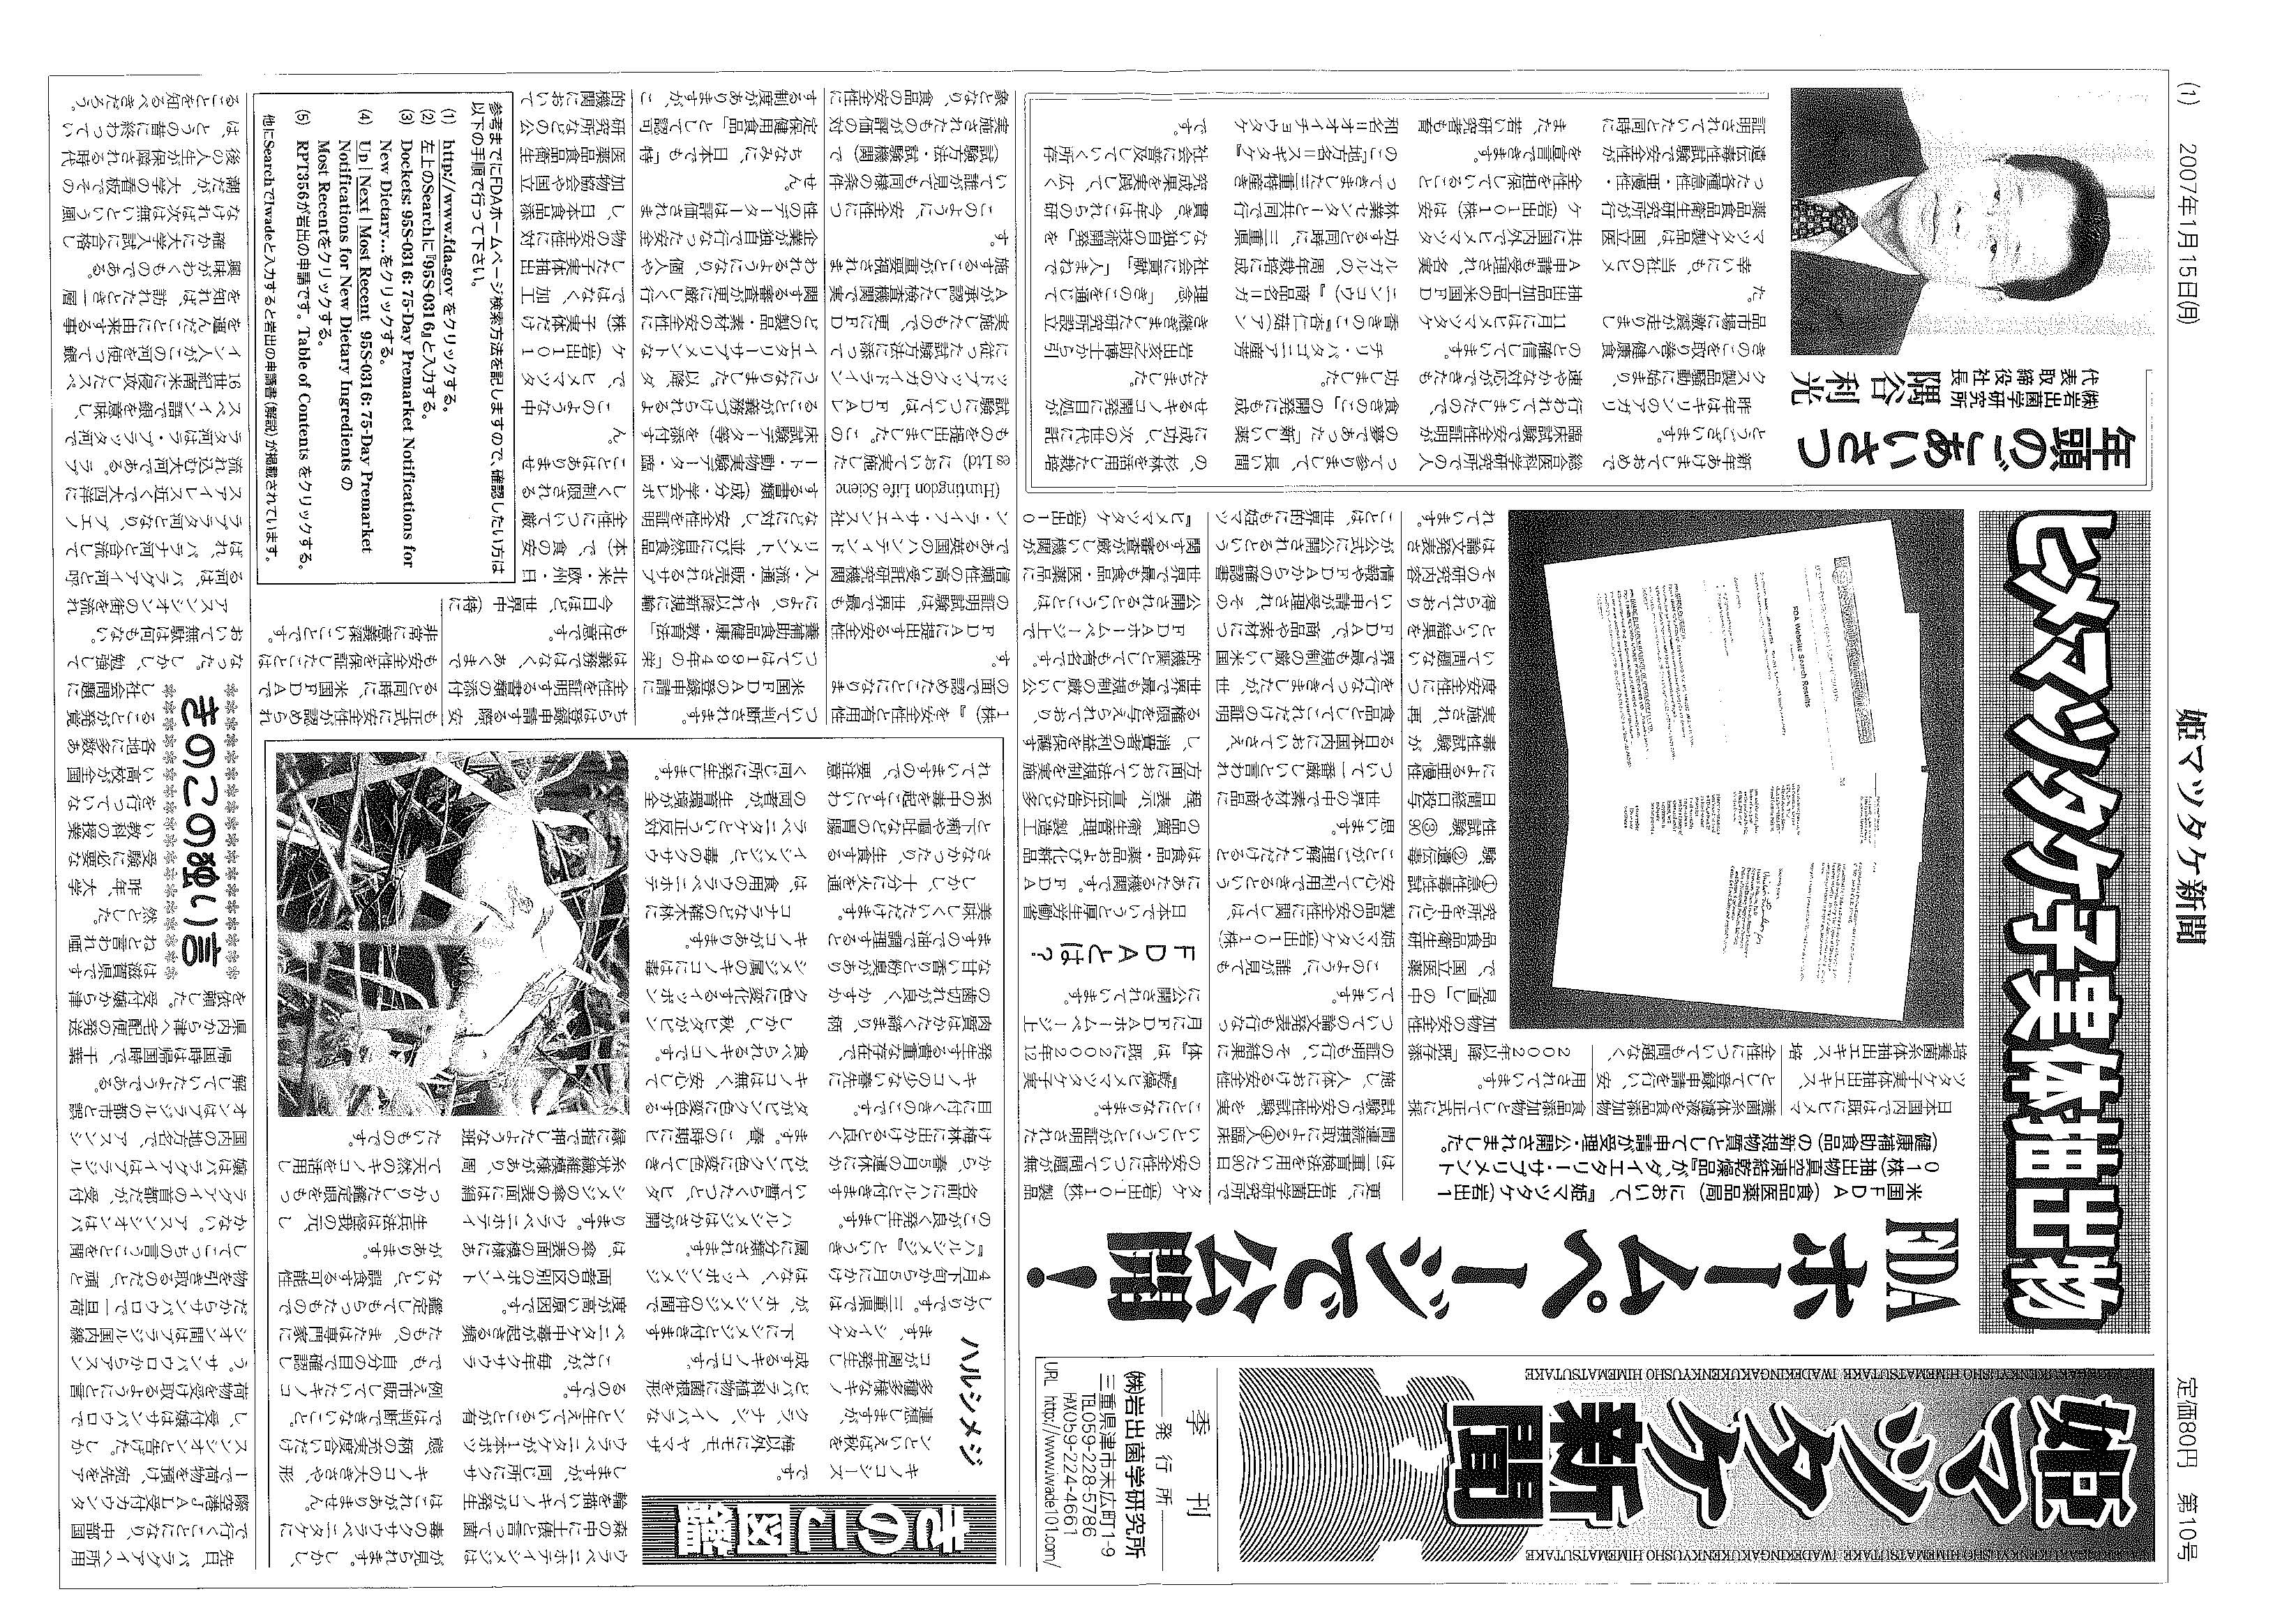 (1)　2007年1月15日(月)
姫マツタケ新聞
定価80円　第10号
姫マツタケ新聞
季　刊
発行所
㈱岩出菌学研究所
三重県津市末広町1-9
TEL059-228-5786
FAX059-224-4661
URL http://www.iwade101.com/
ヒメマツタケ子実体抽出物
FDAホームページで公開！
米国FDA（食品医薬品局）において、『姫マツタケ（岩出1
01株）抽出物真空凍結乾燥品』が、ダイエタリー・サプリメント
（健康補助食品）の新規物質として申請が受理・公開されました。
日本国内では既にヒメマ
ツタケ子実体抽出エキス、
培養菌糸体抽出エキス、培
養菌糸体濾液を食品添加物
として登録申請を行い、安
全性についても問題なく、
食品添加物として正式に採
用されています。
2002年以降「既存添
加物の安全性
見直し」の中
で、国立医薬
品食品衛生研
究所を中心に
①急性毒性試
験、②遺伝毒
性試験、③90
日間経口投与
による亜慢性
毒性試験、が
実施され、再
度安全性につ
いて問題ない
という結果を
得られており
その研究内容
は論文発表さ
れています。
更に、岩出菌学研究所で
は二重盲検法を用いた90日
間連続摂取による④人臨床
試験での安全性試験、を実
施し、人体における安全性
の証明も行い、その結果に
ついての論文発表も行なっ
ています。
このように、誰が見ても
姫マツタケ（岩出101株）
製品の安全性に関しては、
安心して利用できるという
ことがご理解いただけると
思います。
世界の中で素材や商品に
ついて一番厳しいと言われ
る日本国内においてさえ、
食品としてこれだけの証明
を行なってきましたが、世
界で最も規制の厳しい米国
FDAで、商品や素材につ
いて申請が受理され、その
情報やFDAからの確認書
が公式に公開されるという
ことは、世界的にも姫マツ
タケ（岩出101株）製品
の安全性について問題が無
いということが証明された
ことになります。
『乾燥ヒメマツタケ子実
体』は、既に2002年12
月にFDAホームページ上
に公開されています。
FDAとは？
日本でいうと厚生労働省
にあたる機関です。FDA
は食品・薬品および化粧品
の品質、衛生管理、製造工
程、表示、宣伝広告など多
方面において法規制を実施
し、消費者の利益を保護す
る権限を与えられており、
世界で最も規制の厳しい公
的機関としても有名です。
FDAホームページ上で
公開されるということは、
世界で最も食品・医薬品に
関する審査が厳しい機関が
『ヒメマツタケ（岩出10
1株）』を安全性と有用性
の面で認めたことになりま
す。
FDAに提出する安全性
の証明試験は、世界で最も
信頼性の高い受託研究機関
である英国のハンティンド
ン・ライフ・サイエンス社
（Huntingdon Life Scienc
es Ltd）において実施した
ものを提出しました。この
試験については、FDAレ
ッドブックのガイドライン
に従った試験方法に添って
実施したもので、更にFD
Aが承認した検査機関で実
施することが重要視されま
す。
このように、安全性につ
いて誰が見ても同様の条件
（試験方法・試験機関）で
実施されたものが評価の対
象となり、食品の安全性に
ついて判断されます。
米国FDAの登録申請に
ついては1994年の「栄
養補助食品健康・教育法」
により、それ以降新規に輸
入・流通・販売されるサプ
リメント、並びに自然食品
などに対し、安全性を証明
する書類（成分・学会レポ
ート・動物実験データ・臨
床試験データ等）を添付す
ることが義務づけられるよ
うになりました。以降、ダ
イエタリーサプリメントな
どの製品・素材の安全性に
関する審査が更に厳しく行
われるようになり、個人や
企業が独自で行なった安全
性のデーターは評価されま
せん。
ちなみに、日本でも「特
定保健用食品」として認可
する制度がありますが、こ
ちらは登録申請する際、安
全性を証明する書類の添付
は義務ではなく、あくまで
も任意です。
今日ほど、世界中（特に
北米・欧州・日
本）で、食の安
全性について厳
しく制限される
ことはありませ
ん。
このような中
で、ヒメマツタ
ケ（岩出101
株）子実体だけ
ではなく、加工
した子実体抽出
物の安全性に対
し、日本食品添
加物協会や国立
医薬品食品衛生
研究所などの公
的機関において
も正式に安全性が認められ
ると同時に、米国FDAで
も安全性を保証したことは
非常に意義深いことです。
FDA Website Search Results
参考までにFDAホームページ検索方法を記しますので、確認したい方は
以下の手順で行って下さい。
(1) http://www.fda.gov をクリックする。
(2) 左上のSearchに『95S-0316』と入力する。
(3) Dockets: 95S-0316: 75-Day Premarket Notifications for
New Dietary…をクリックする。
(4) Up | Next | Most Recent 95S-0316: 75-Day Premarket
Notifications for New Dietary Ingredients の
Most Recentをクリックする。
(5) RPT356が岩出の申請です。Table of Contents をクリックする。
他にSearchでIwadeと入力すると岩出の申請書（解説）が掲載されています。
年頭のごあいさつ
㈱岩出菌学研究所
代表取締役社長　隅谷 利光
新年あけましておめで
とうございます。
昨年はキリンのアガリ
クス製品騒動に始まり、
きのこを取り巻く健康食
品市場に激震が走りまし
た。
幸いにも、当社のヒメ
マツタケ製品は、国立医
薬品食品衛生研究所が行
った各種急性・亜慢性・
遺伝毒性試験で安全性が
証明されていたと同時に
総合医科学研究所での人
臨床試験で安全性証明が
行われていましたので、
速やかな対応ができたも
のと確信しています。
11月にはヒメマツタケ
抽出品加工品の米国FD
A申請も受理され、名実
共に国内外でヒメマツタ
ケ（岩出101株）は安
全性を担保していること
を宣言できます。
また、若い研究者も育
って参りまして、長い間
の夢であった「新しい薬
食きのこ」の開発にも成
功しました。
チリ・パタゴニア産芳
香きのこ『杏仁茹（アン
ニンコウ）』商品名＝ガ
ルガルの、周年栽培に成
功すると同時に、三重県
林業センターと共同で行
ってきました三重特産き
のこ「地方名＝スギタケ』
和名＝オオイチョウタケ
の、杉林を活用した栽培
に成功し、次の世代に託
せるキノコ開発に目処が
たちました。
岩出亥之助博士から引
き継ぎました研究所設立
理念、「きのこを通じて
社会に貢献」「人まねで
ない独自の技術開発」を
貫き、今年はこれらの研
究成果を実践して、広く
社会に普及していく所存
です。
きのこ図鑑
ハルシメジ
キノコシーズ
ンといえば秋を
連想しますが、
多種多様なキノ
コが周年発生し
ます、シイタケ
しかりです。三重県では
4月下旬から5月にかけ
『ハルシメジ』というき
のこが良く発生します。
名前にハルと付きます
から、春5月の連休にか
け梅林に出かけると良く
目に付くきのこです。
キノコの少ない春先に
発生する貴重な存在で、
肉質はかたく締まり、柄
の歯切れが良く、かすか
な甘い香りと粉臭があり
ますので油で調理すると
美味しくいただけます。
しかし、十分に火を通
さなかったり、生食する
と下痢や嘔吐などの胃腸
系の中毒を起こすといわ
れていますので、要注意
です。
梅以外にモモ、ヤマザ
クラ、ナシ、ノイバラな
どバラ科植物に菌根を形
成するキノコです。
下にシメジと付きます
が、ホンシメジの仲間で
はなく、イッポンシメジ
属に分類されます。
ハルシメジはかさが開
いて暫らくたつと、ヒダ
がピンク色に変色してき
ます。春、この時期にヒ
ダがピンク色に変色する
キノコは無く、安心して
食べられるキノコです。
しかし、秋ヒダがピン
ク色に変化するイッポン
シメジ属のキノコには毒
キノコがあります。
コナラなどの雑木林に
は、食用のウラベニホテ
イシメジと、毒のクサウ
ラベニタケという正反対
の両者が、生育環境が全
く同じ所に発生します。
ウラベニホテイシメジは
森の中に土俵と言って菌
輪を描いてキノコが発生
しますが、同じ所にクサ
ウラベニタケが1本ポツ
ンと生えていることが有
るのです。
これが、毎年クサウラ
ベニタケ中毒が起きる頻
度が高い原因です。
両者の区別のポイント
は、傘の表面の模様にあ
ります。ウラベニホテイ
シメジの傘の表面には絹
糸状繊維模様があり、周
縁に指で押したような班
が見られます。しかし、
毒のクサウラベニタケに
はこれがありません。
キノコの大きさや、形
態、柄の充実度合いだけ
では判断できないこと。
例え市販していたキノコ
でも、自分の目で確認し
たもの、または専門家に
鑑定してもらったもので
ないと、誤食する可能性
があります。
生兵法は怪我の元、し
っかりした鑑定眼をもっ
て天然のキノコを活用し
たいものです。
きのこの独り言
先日、パラグアイへ所用
で行くことになり、中部国
際空港JAL受付カウンタ
ーで荷物を預け、宛先をア
スンシオンと告げた。しか
し、受付嬢はサンパウロで
荷物を受け取るようにと言
う。サンパウロからアスン
シオン間はブラジル国内線
だからサンパウロで一旦荷
物を引き取るのだと、頑と
してこっちの言うことを聞
かない。アスンシオンはパ
ラグアイの首都だが、受付
嬢はパラグアイはブラジル
国内の地方名で、アスンシ
オンはブラジルの都市と誤
解していたようである。
帰国時は帰国時で、千葉
県内から津へ宅配便の発送
を依頼した。受付嬢から津
は滋賀県です
ねと言われ唖
然とした。
昨年、大学
受験に必要な
い教科の授業
を行っていな
い高校が全国
各地に多数あ
ることが発覚
し社会問題に
なった。しかし、勉強して
おいて無駄は何もない。
アスンシオンの街を流れ
る河は、パラグアイ河と呼
ばれ、パラナ河と合流して
ラプラタ河となり、ブエノ
スアイレス近くで大西洋に
流れ込む大河である。ラプ
ラタ河はラ・プラッタ河で
スペイン語で銀を意味し、
16世紀南米に侵攻したスペ
イン人がこの河を使って銀
を運んだことに由来する事
を知れば、訪れたとき一層
興味がわくものである。
確かに大学入試に合格し
なければ次は無いという風
潮だが、大学の看板でその
後の人生が保障される時代
は、とうの昔に終わってい
ることを知るべきだろう。